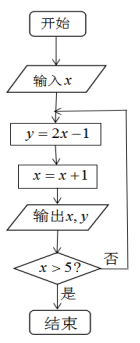 开始
输入x
y = 2x−1
x = x+1
输出x, y
x > 5?
否
是
结束